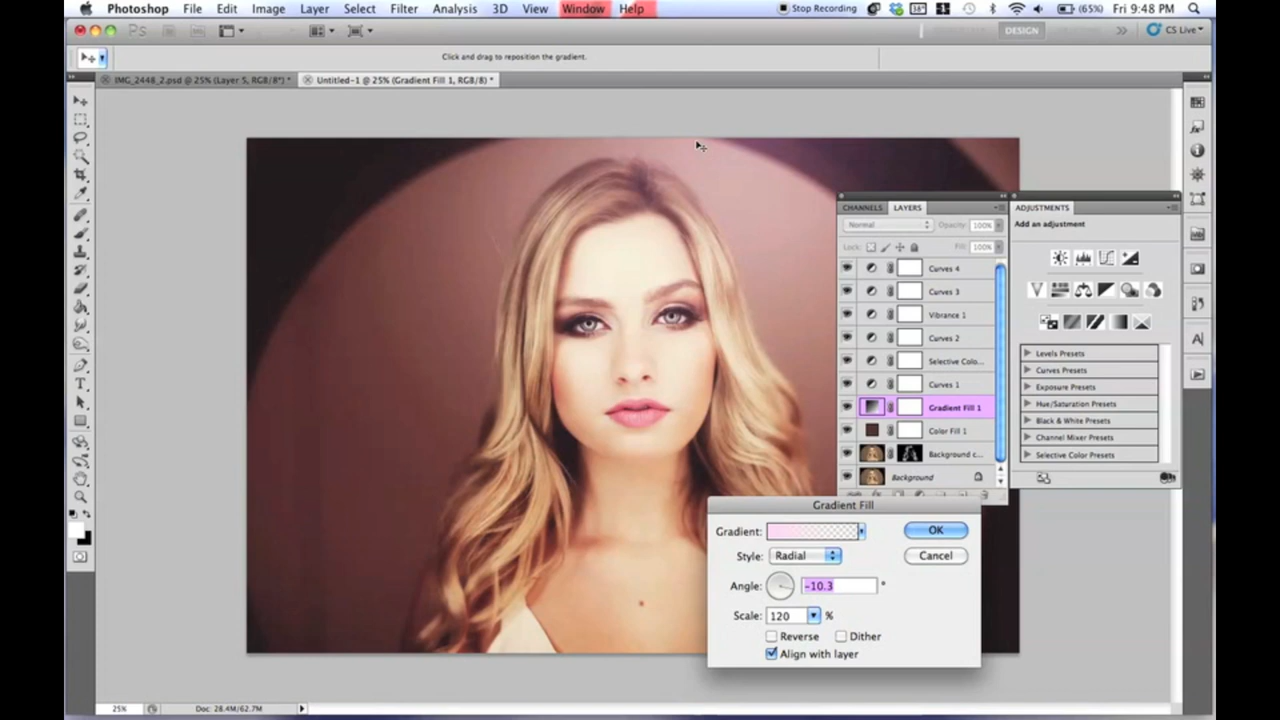 Photoshop File Edit Image Layer Select Filter Analysis 3D View Window Help Stop Recording (65%) Fri 9:48 PM
Ps DESIGN CS Live
Click and drag to reposition the gradient.
IMG_2448_2.psd @ 25% (Layer 5, RGB/8*) * Untitled-1 @ 25% (Gradient Fill 1, RGB/8) *
CHANNELS LAYERS
Normal Opacity: 100%
Lock: Fill: 100%
Curves 4
Curves 3
Vibrance 1
Curves 2
Selective Colo...
Curves 1
Gradient Fill 1
Color Fill 1
Background c...
Background
ADJUSTMENTS
Add an adjustment
Levels Presets
Curves Presets
Exposure Presets
Hue/Saturation Presets
Black & White Presets
Channel Mixer Presets
Selective Color Presets
Gradient Fill
Gradient: OK
Style: Radial Cancel
Angle: -10.3 °
Scale: 120 %
Reverse Dither
Align with layer
25% Doc: 28.4M/62.7M